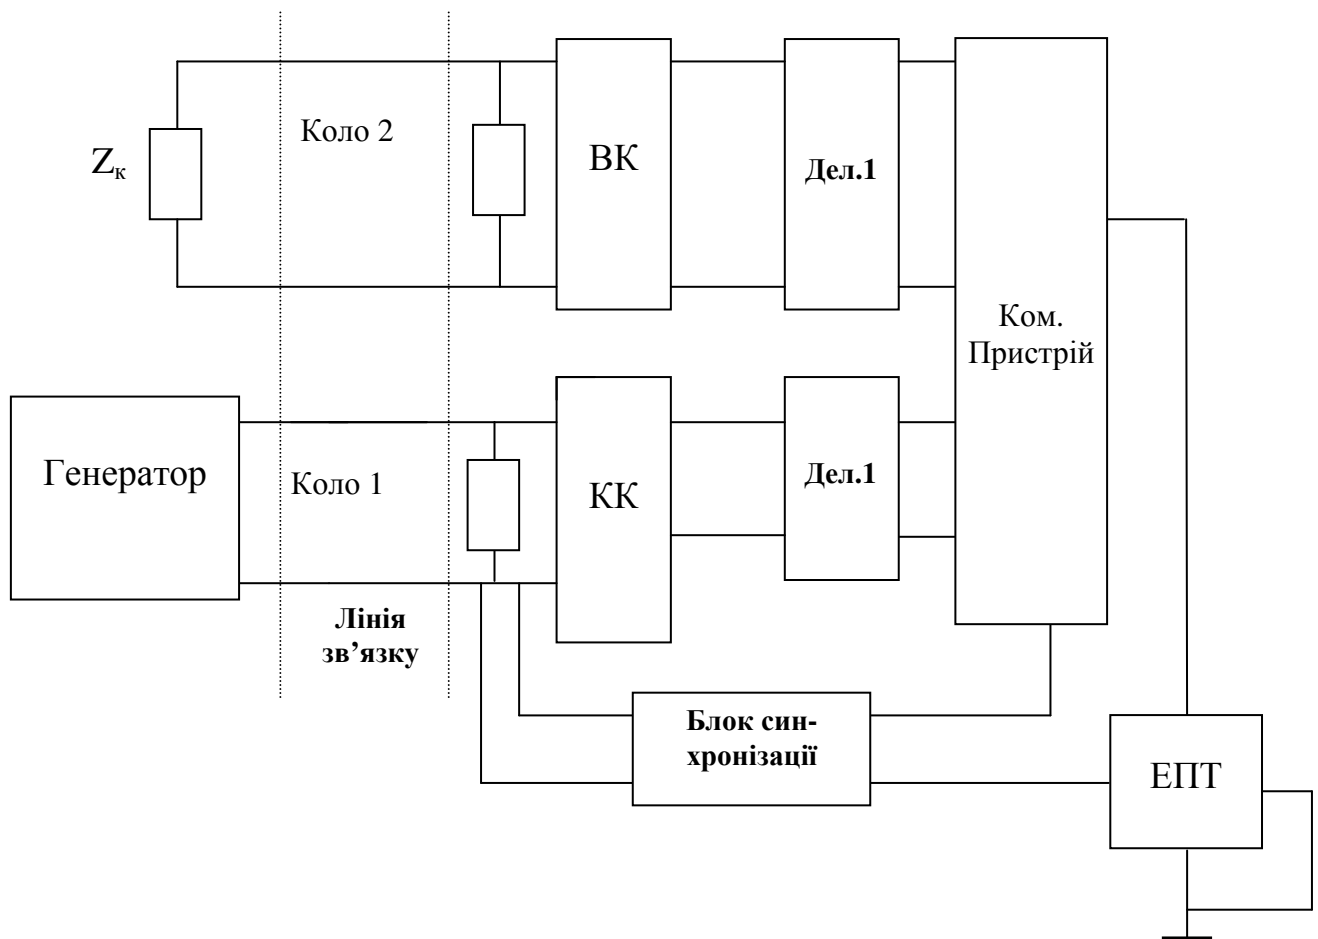 Коло 2
Zк
ВК
Дел.1
Ком.
Пристрій
Генератор
Коло 1
КК
Дел.1
Лінія
зв’язку
Блок син-
хронізації
ЕПТ